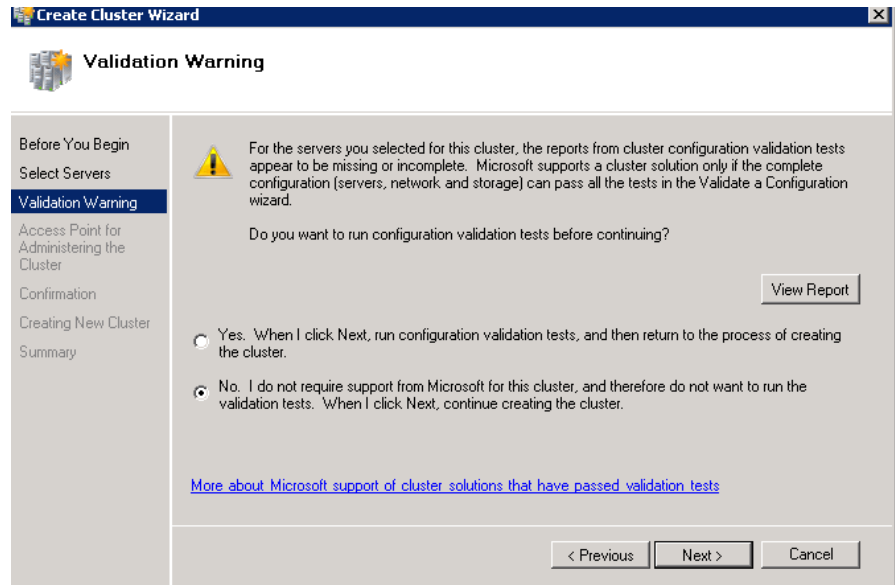 Create Cluster Wizard
Validation Warning
Before You Begin
Select Servers
Validation Warning
Access Point for
Administering the
Cluster
Confirmation
Creating New Cluster
Summary
For the servers you selected for this cluster, the reports from cluster configuration validation tests
appear to be missing or incomplete.  Microsoft supports a cluster solution only if the complete
configuration (servers, network and storage) can pass all the tests in the Validate a Configuration
wizard.
Do you want to run configuration validation tests before continuing?
View Report
Yes.  When I click Next, run configuration validation tests, and then return to the process of creating
the cluster.
No.  I do not require support from Microsoft for this cluster, and therefore do not want to run the
validation tests.  When I click Next, continue creating the cluster.
More about Microsoft support of cluster solutions that have passed validation tests
< Previous
Next >
Cancel